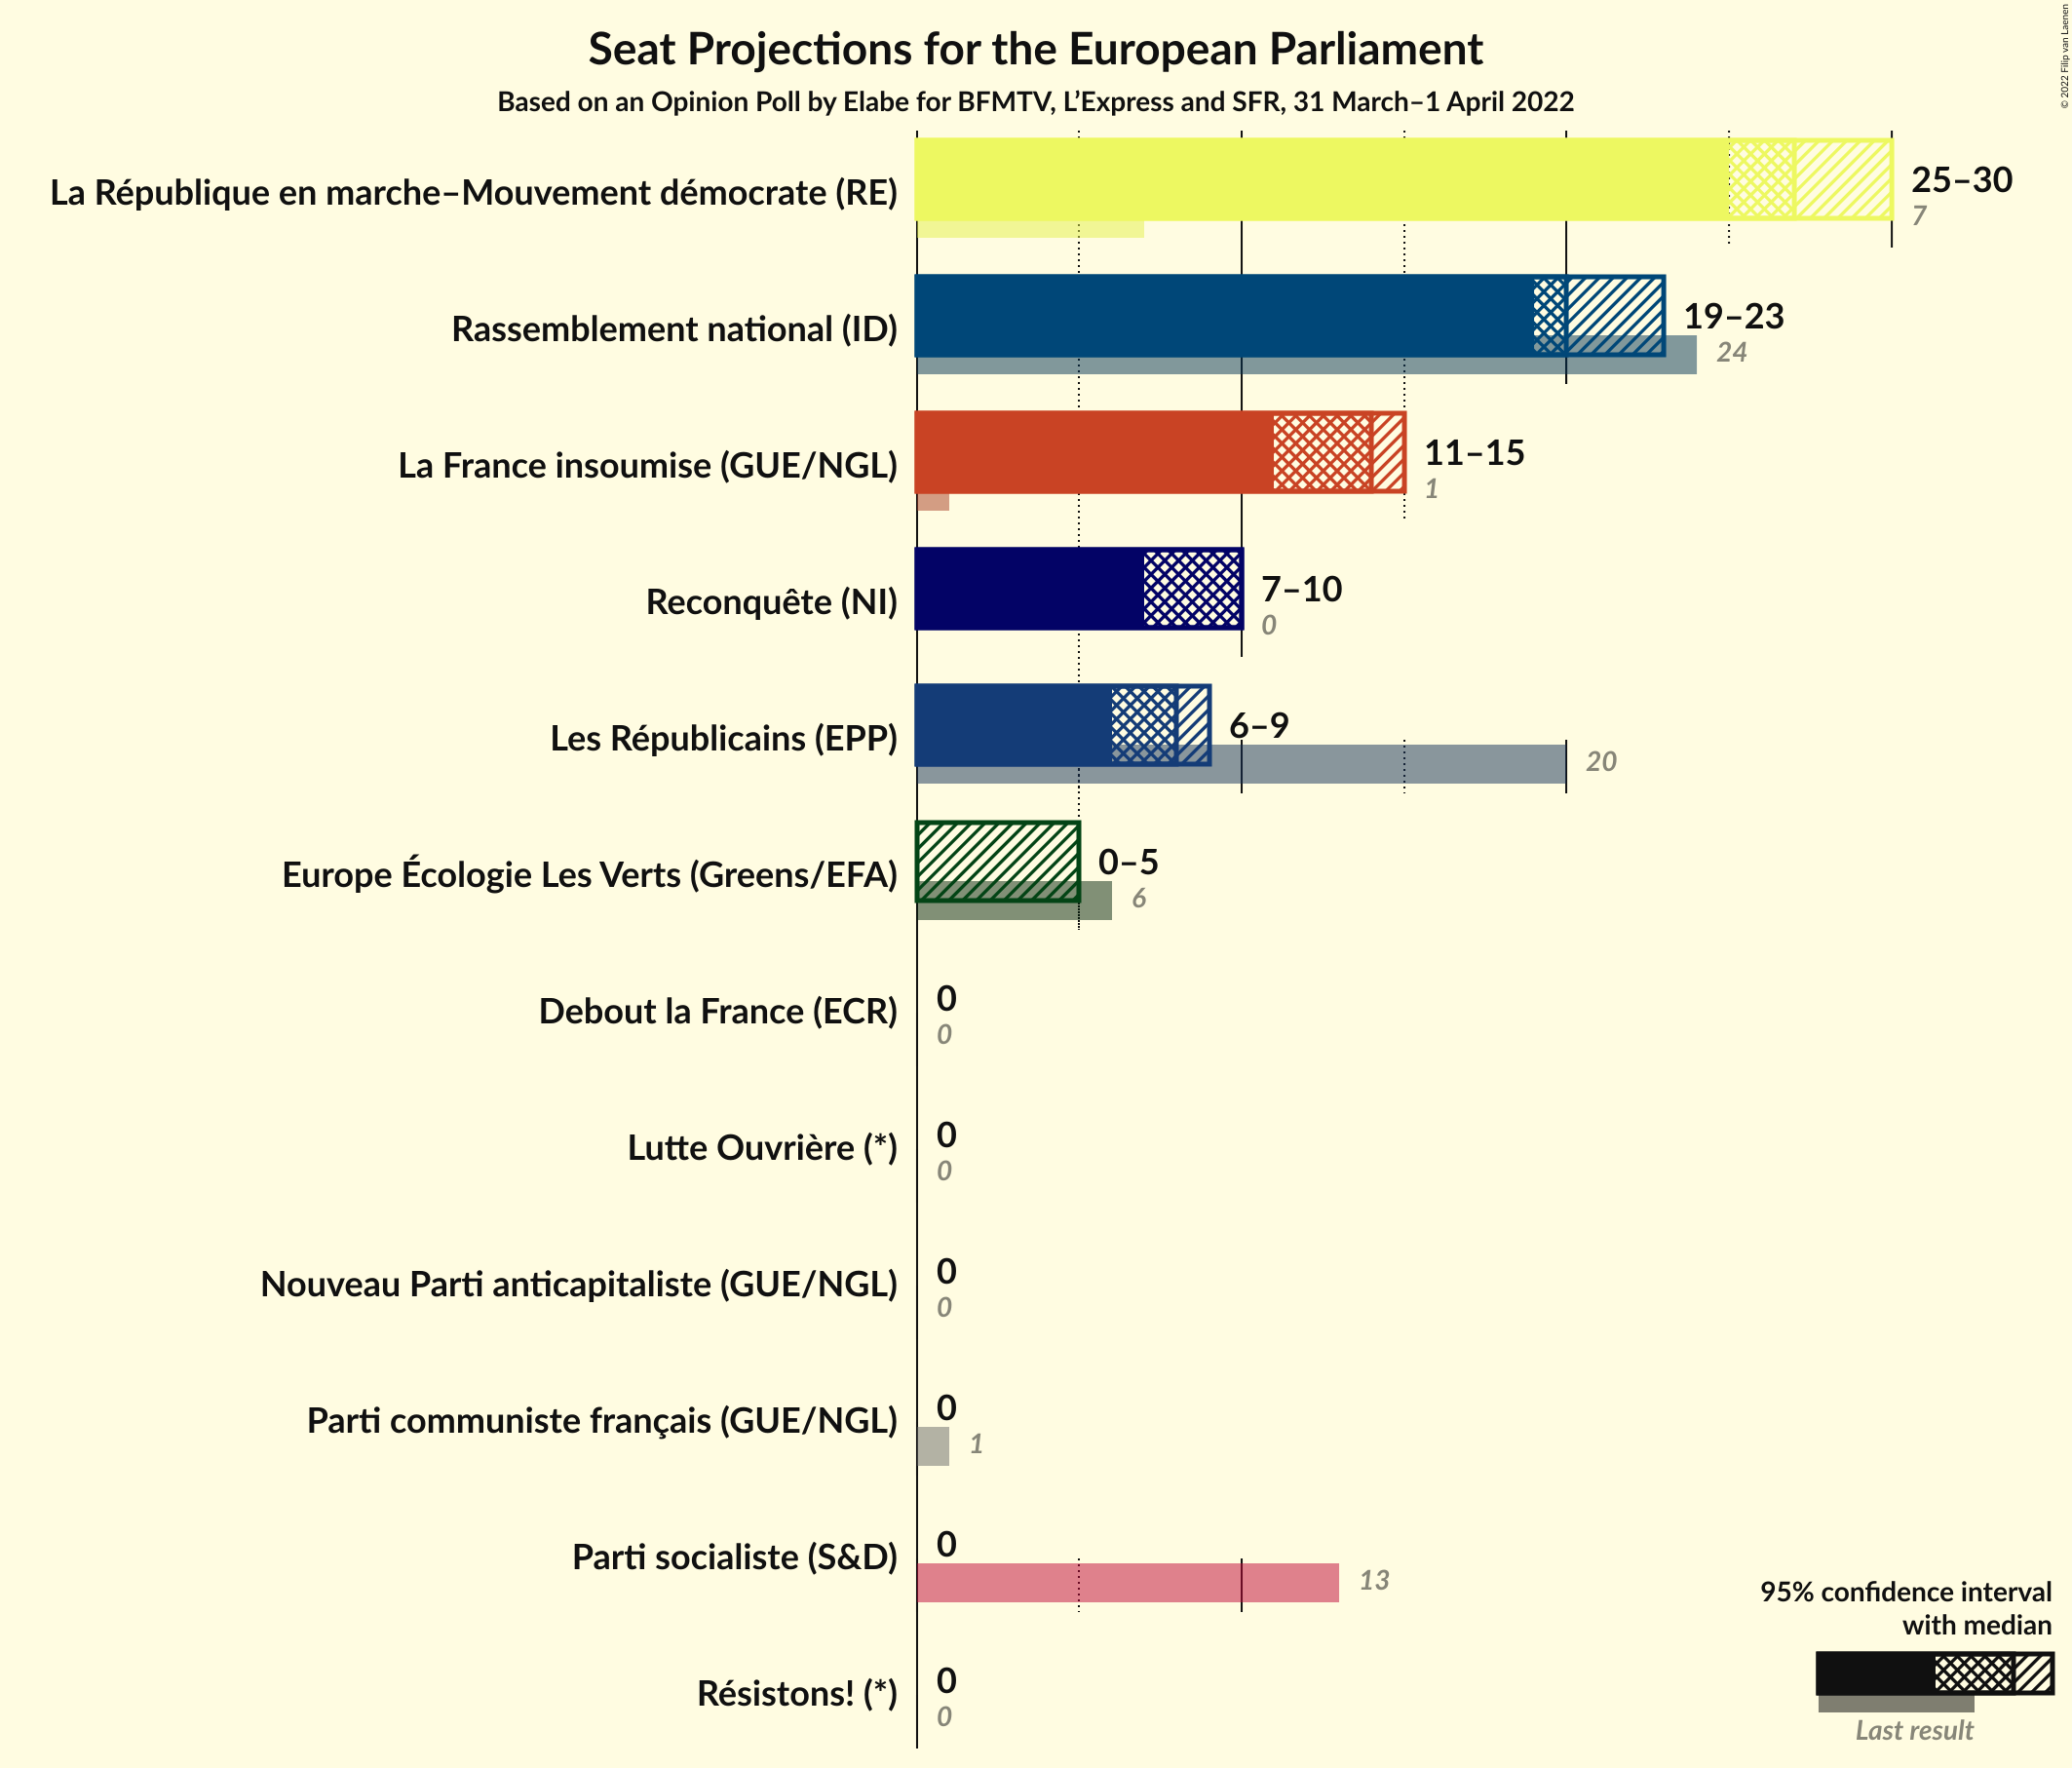 Seat Projections for the European Parliament
Based on an Opinion Poll by Elabe for BFMTV, L’Express and SFR, 31 March–1 April 2022
© 2022 Filip van Laenen
La République en marche–Mouvement démocrate (RE)
25–30
7
Rassemblement national (ID)
19–23
24
La France insoumise (GUE/NGL)
11–15
1
Reconquête (NI)
7–10
0
Les Républicains (EPP)
6–9
20
Europe Écologie Les Verts (Greens/EFA)
0–5
6
Debout la France (ECR)
0
0
Lutte Ouvrière (*)
0
0
Nouveau Parti anticapitaliste (GUE/NGL)
0
0
Parti communiste français (GUE/NGL)
0
1
Parti socialiste (S&D)
0
13
Résistons! (*)
0
0
95% confidence interval
with median
Last result